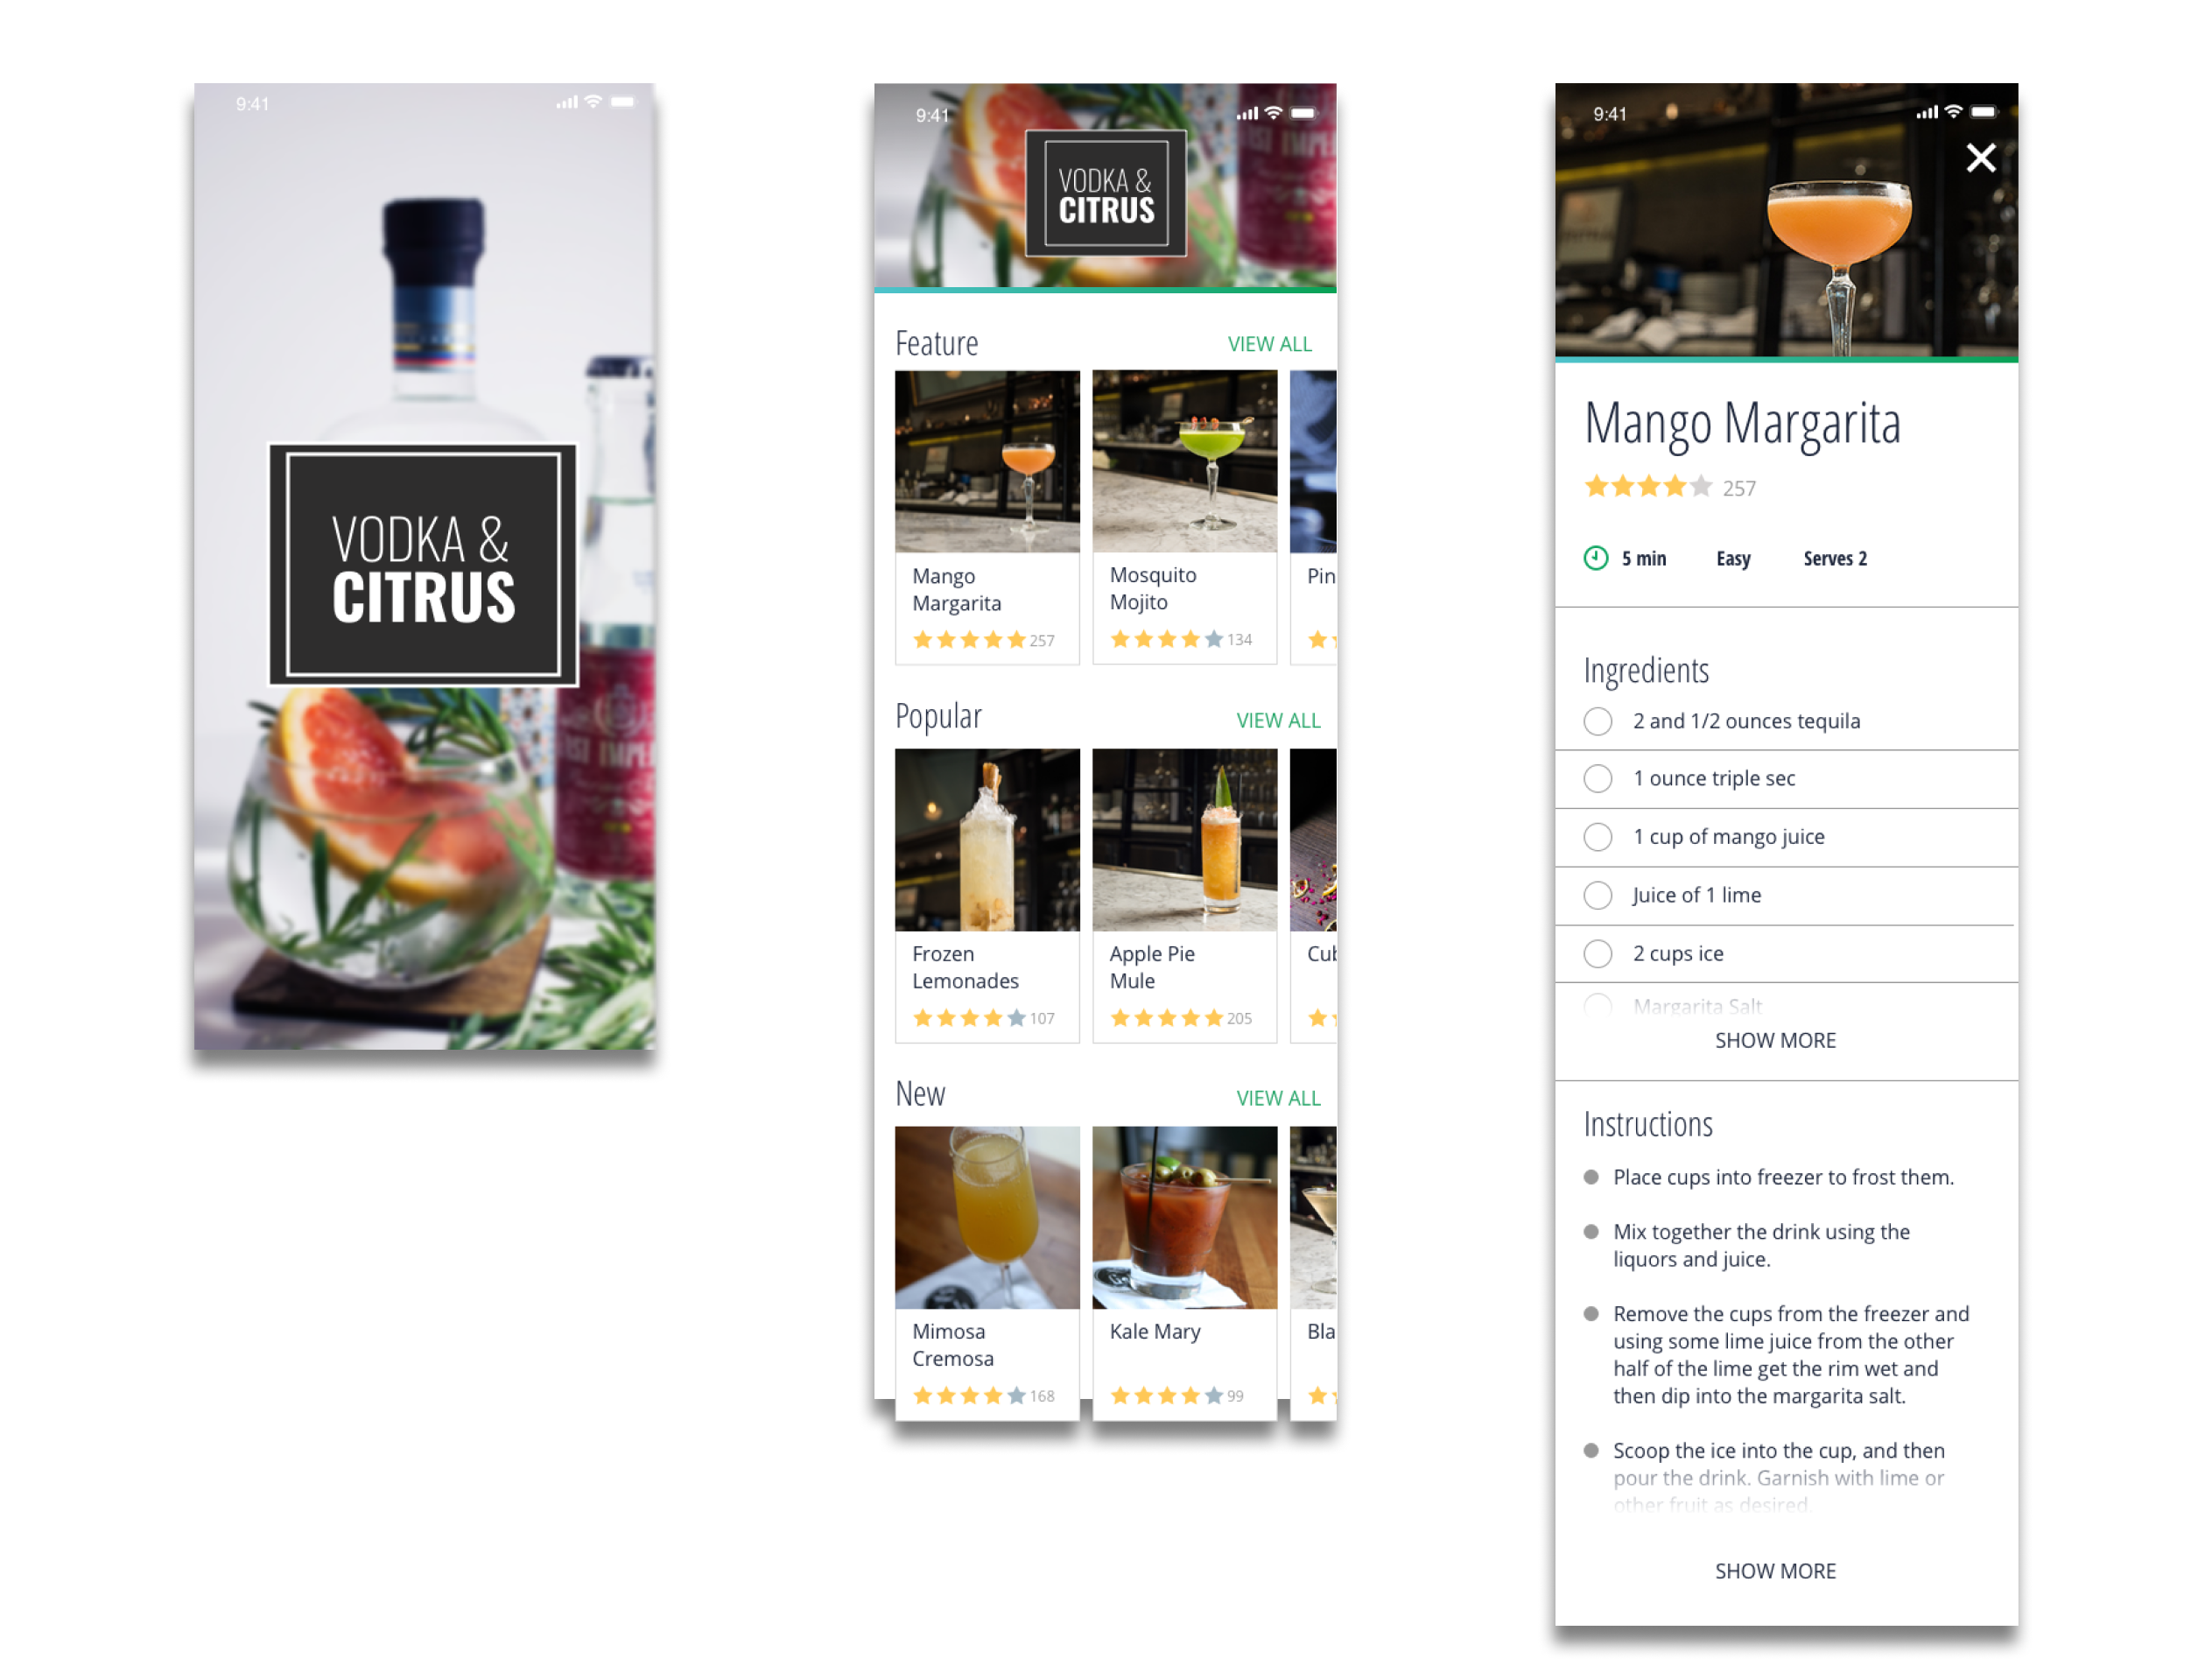 9:41
VODKA &
CITRUS
9:41
VODKA &
CITRUS
Feature VIEW ALL
Mango
Margarita
257
Mosquito
Mojito
134
Pin
Popular VIEW ALL
Frozen
Lemonades
107
Apple Pie
Mule
205
Cub
New VIEW ALL
Mimosa
Cremosa
168
Kale Mary
99
Bla
9:41
Mango Margarita
257
5 min Easy Serves 2
Ingredients
2 and 1/2 ounces tequila
1 ounce triple sec
1 cup of mango juice
Juice of 1 lime
2 cups ice
Margarita Salt
SHOW MORE
Instructions
Place cups into freezer to frost them.
Mix together the drink using the
liquors and juice.
Remove the cups from the freezer and
using some lime juice from the other
half of the lime get the rim wet and
then dip into the margarita salt.
Scoop the ice into the cup, and then
pour the drink. Garnish with lime or
other fruit as desired.
SHOW MORE